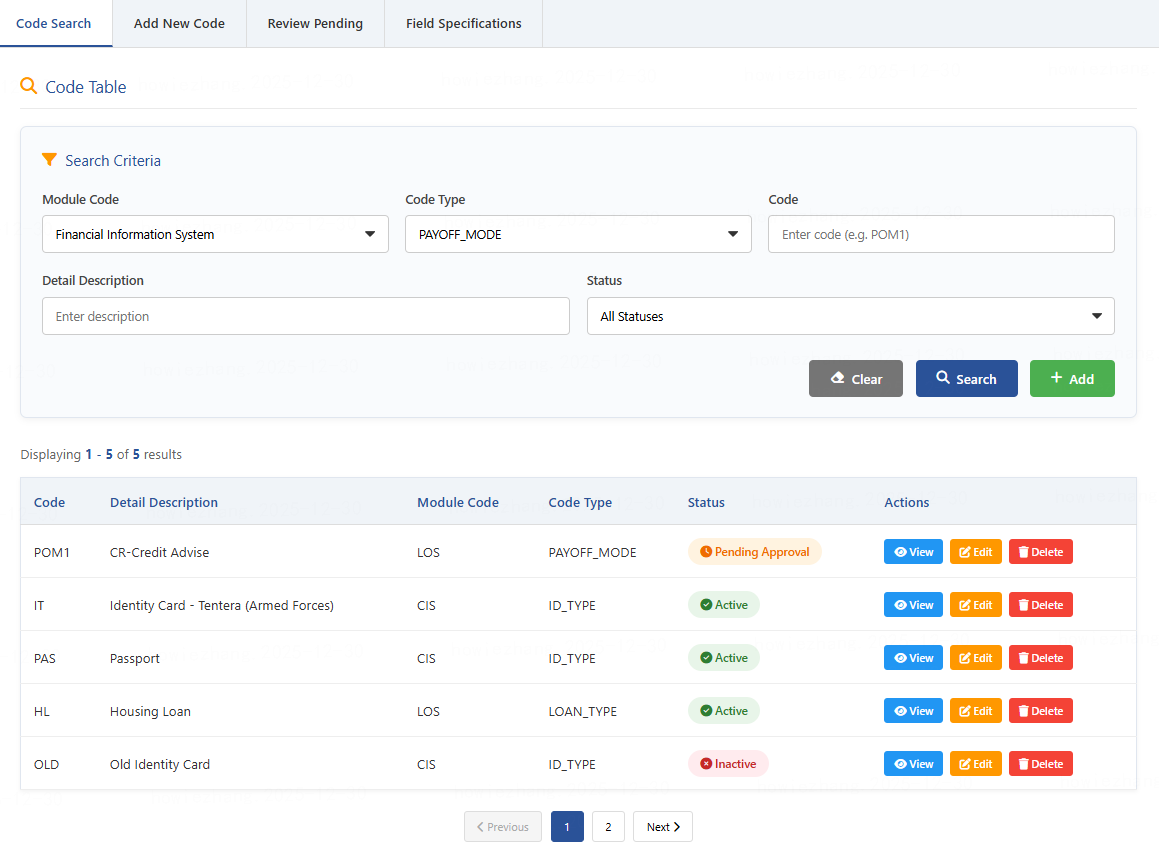 Code Search Add New Code Review Pending Field Specifications
Code Table
Search Criteria
Module Code Code Type Code
Financial Information System PAYOFF_MODE Enter code (e.g. POM1)
Detail Description Status
Enter description All Statuses
Clear Search Add
Displaying 1 - 5 of 5 results
Code Detail Description Module Code Code Type Status Actions
POM1 CR-Credit Advise LOS PAYOFF_MODE Pending Approval View Edit Delete
IT Identity Card - Tentera (Armed Forces) CIS ID_TYPE Active View Edit Delete
PAS Passport CIS ID_TYPE Active View Edit Delete
HL Housing Loan LOS LOAN_TYPE Active View Edit Delete
OLD Old Identity Card CIS ID_TYPE Inactive View Edit Delete
Previous 1 2 Next